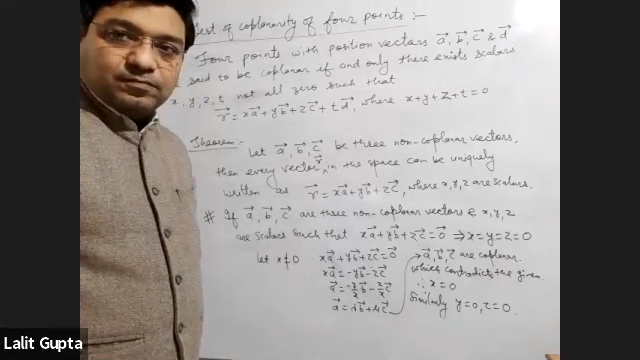 Test of coplanarity of four points :-
Four points with position vectors a⃗, b⃗, c⃗ & d⃗
said to be coplanar if and only there exists scalars
x, y, z, t not all zero such that
r⃗ = xa⃗ + yb⃗ + zc⃗ + td⃗, where x+y+z+t=0
Theorem:-
Let a⃗, b⃗, c⃗ be three non-coplanar vectors,
then every vector r⃗ in the space can be uniquely
written as r⃗ = xa⃗ + yb⃗ + zc⃗, where x,y,z are scalars.
# If a⃗, b⃗, c⃗ are three non-coplanar vectors & x,y,z
are scalars such that xa⃗ + yb⃗ + zc⃗ = 0⃗ ⇒ x=y=z=0
Let x≠0 xa⃗ + yb⃗ + zc⃗ = 0⃗
xa⃗ = -yb⃗ - zc⃗
a⃗ = -y/x b⃗ - z/x c⃗
a⃗ = λb⃗ + μc⃗
→ a⃗, b⃗, c⃗ are coplanar
which contradicts the given
∴ x=0
Similarly y=0, z=0.
Lalit Gupta